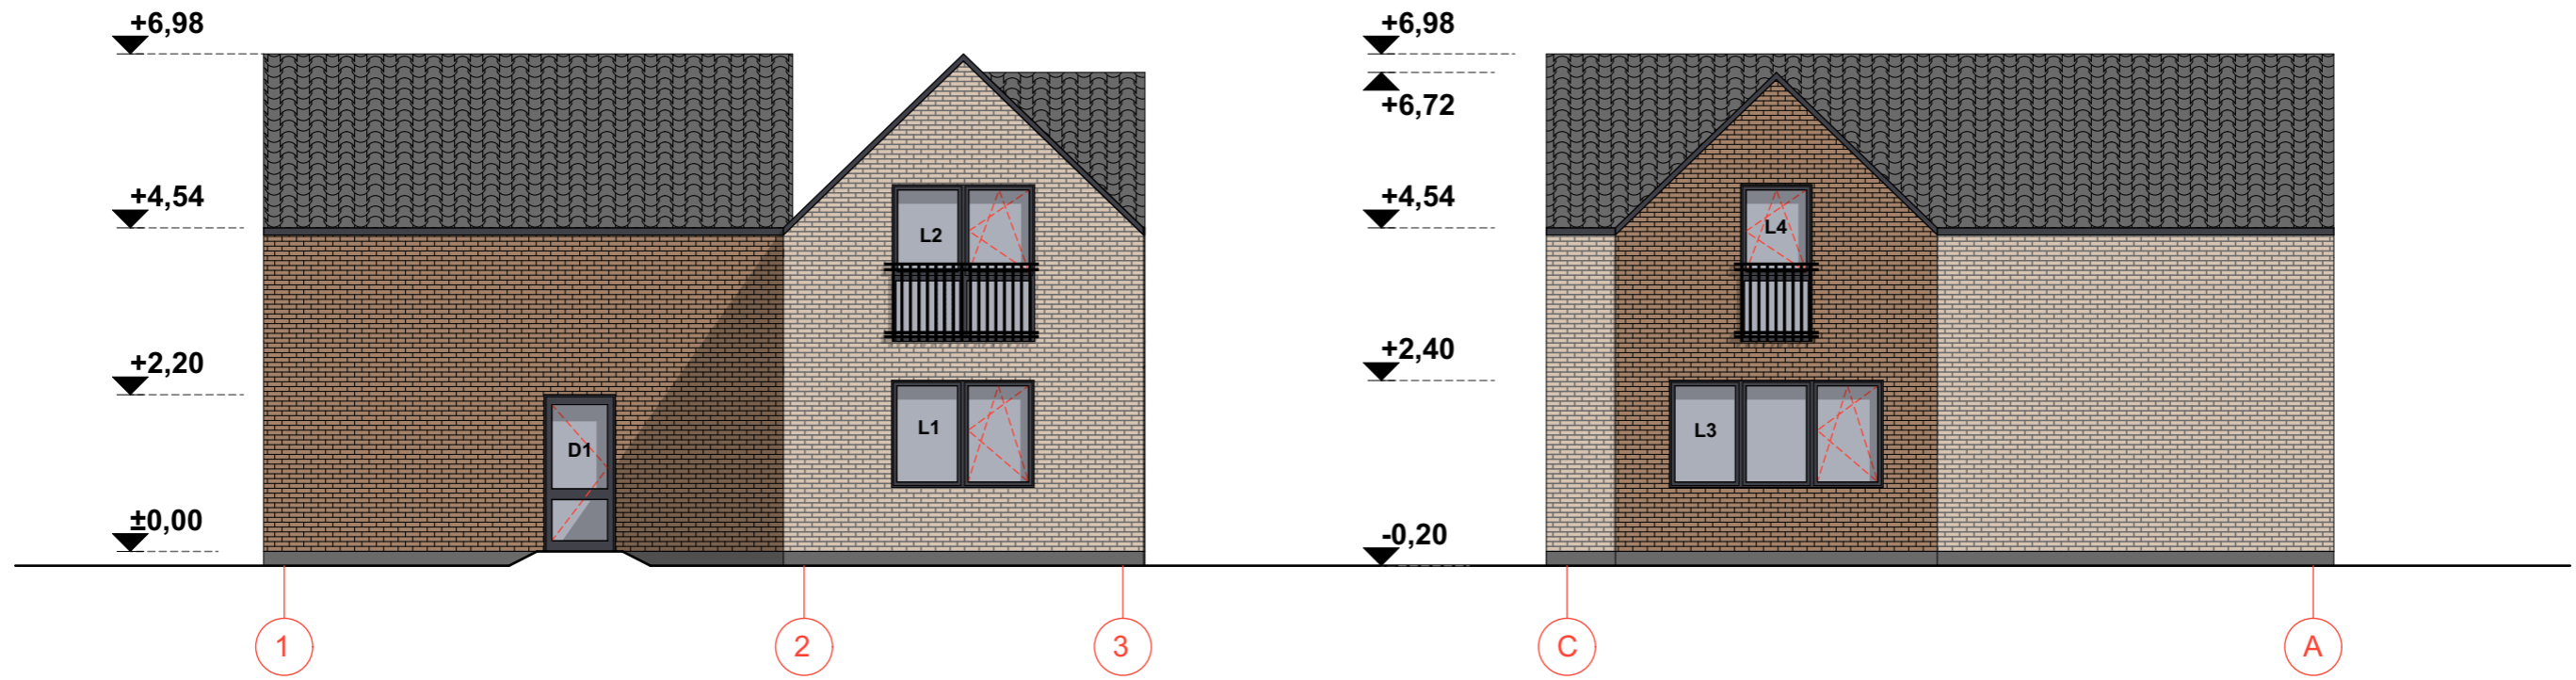 +6,98
+4,54
+2,20
±0,00
D1
L2
L1
1
2
3
+6,98
+6,72
+4,54
+2,40
-0,20
L4
L3
C
A